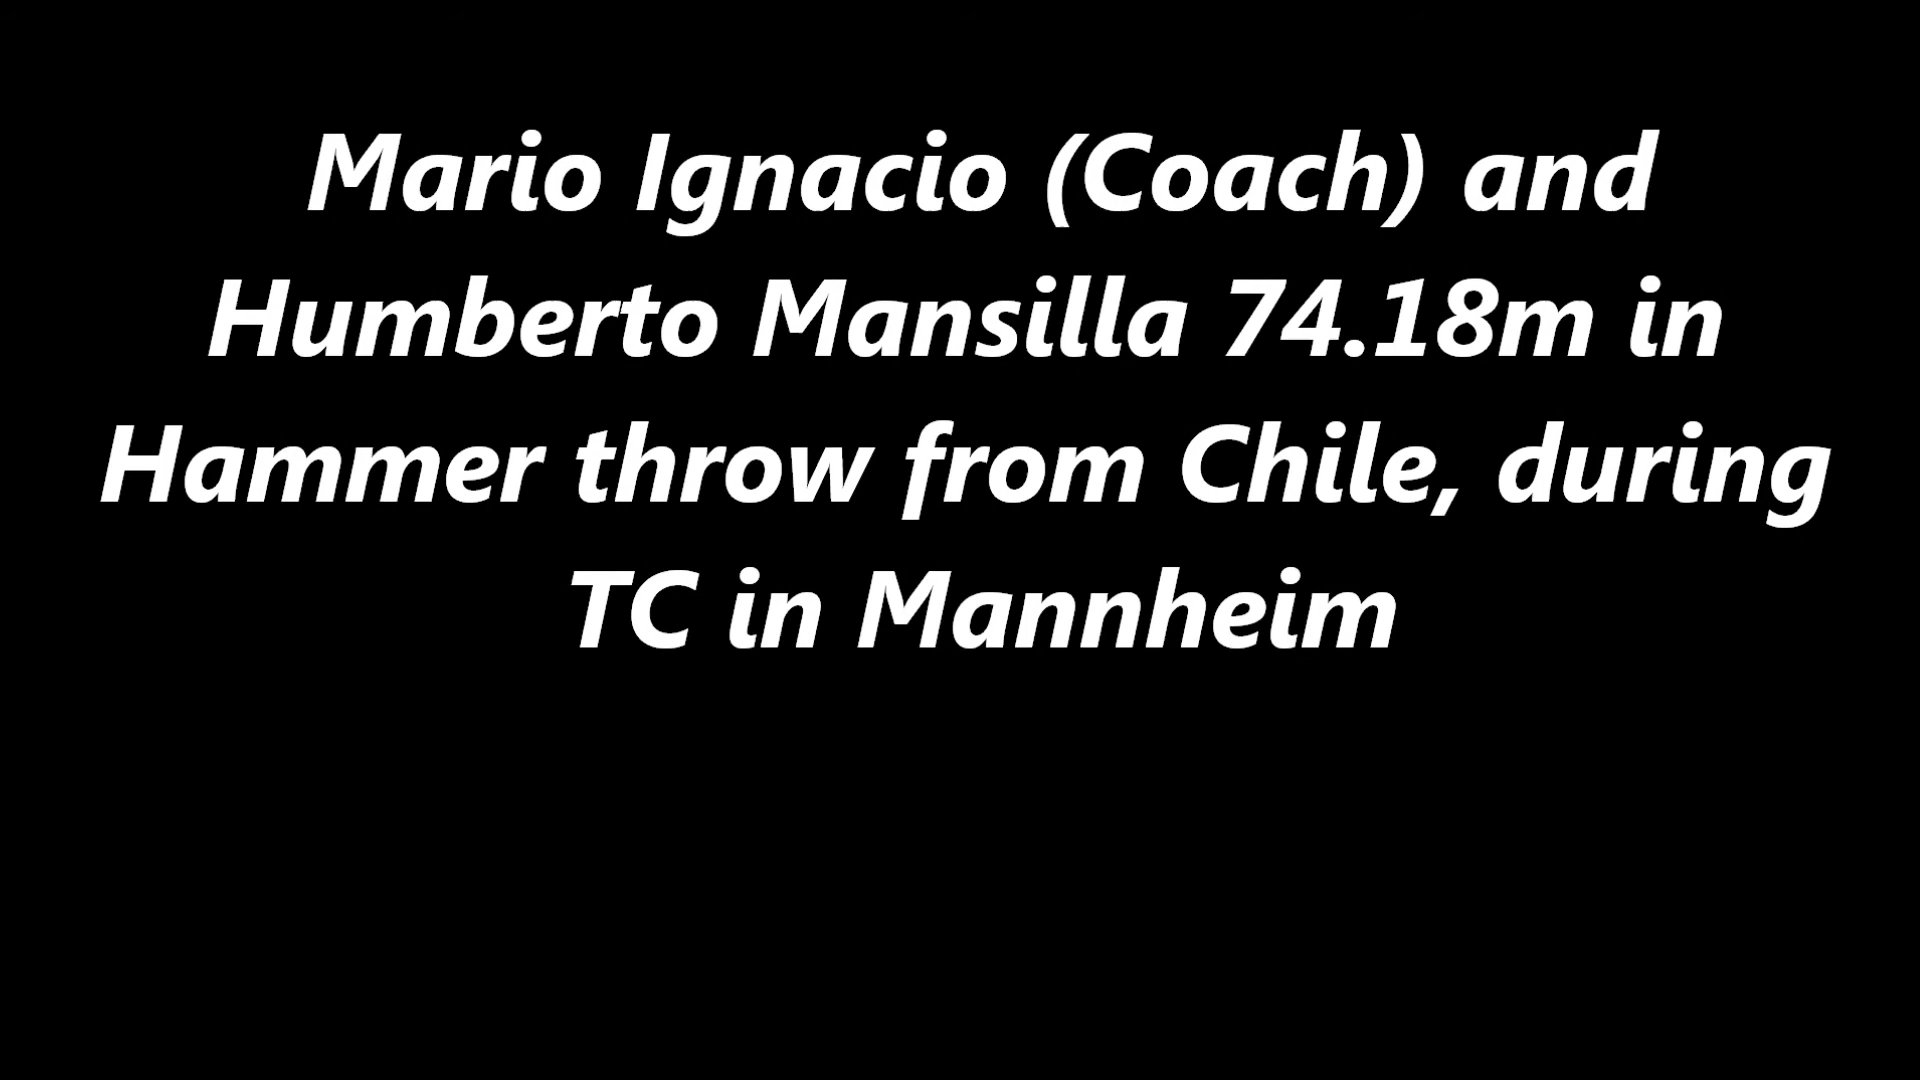 Mario Ignacio (Coach) and
Humberto Mansilla 74.18m in
Hammer throw from Chile, during
TC in Mannheim